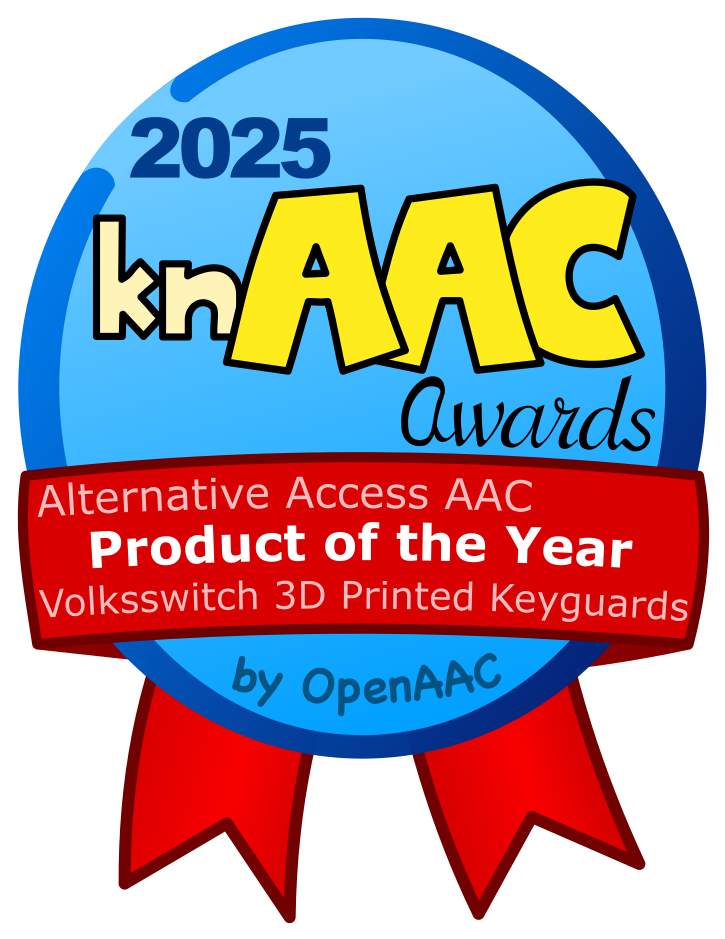 2025
knAAC
Awards
Alternative Access AAC
Product of the Year
Volksswitch 3D Printed Keyguards
by OpenAAC